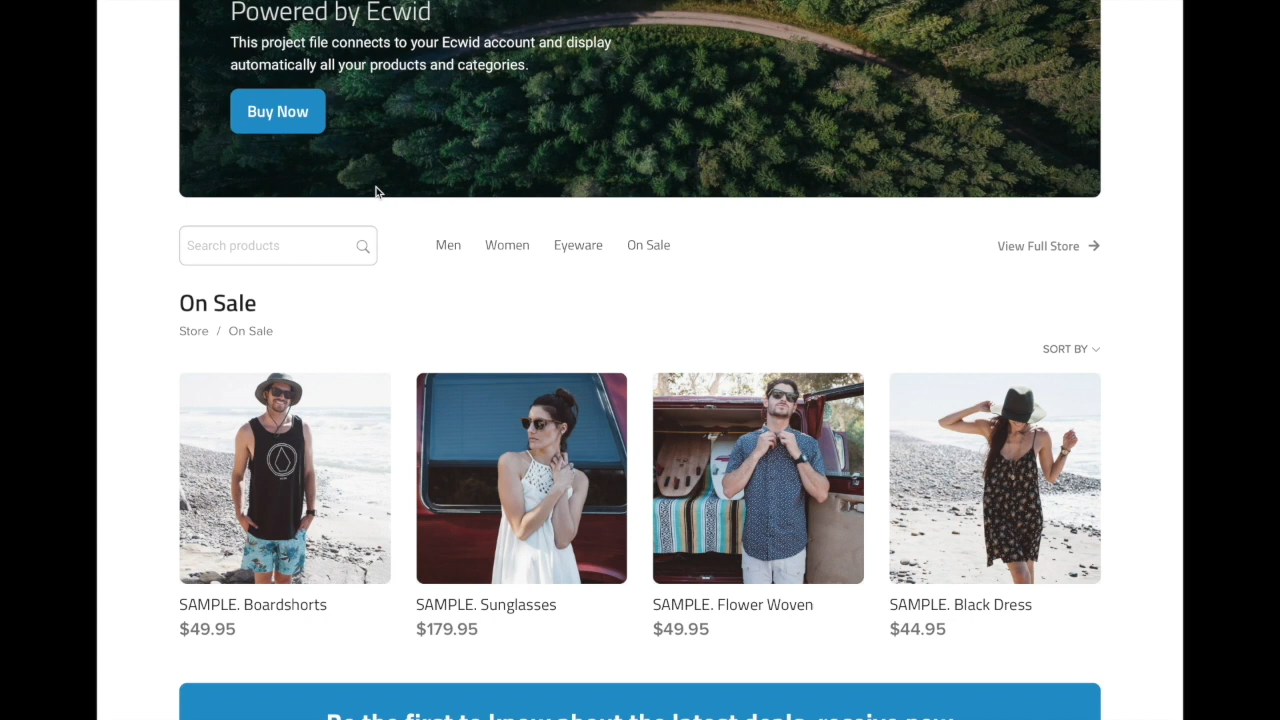 Powered by Ecwid
This project file connects to your Ecwid account and display
automatically all your products and categories.
Buy Now
Search products
Men
Women
Eyeware
On Sale
View Full Store
On Sale
Store / On Sale
SORT BY
SAMPLE. Boardshorts
SAMPLE. Sunglasses
SAMPLE. Flower Woven
SAMPLE. Black Dress
$49.95
$179.95
$49.95
$44.95
Be the first to know about the latest deals, receive new